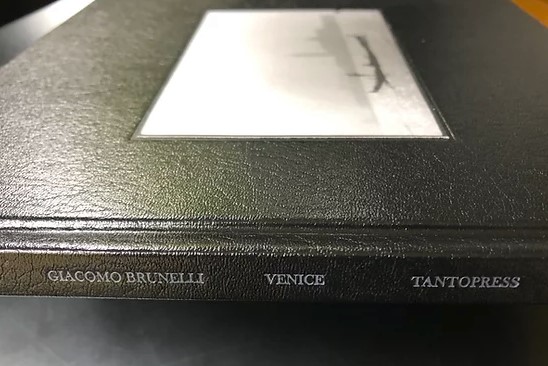 GIACOMO BRUNELLI VENICE TANTOPRESS